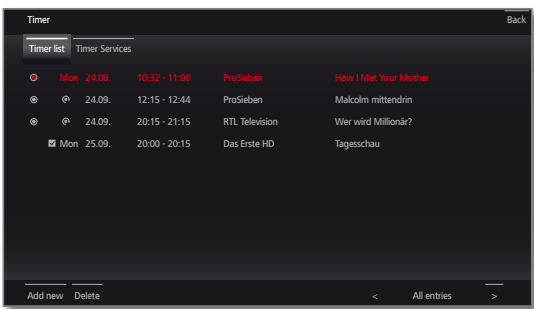 Timer Back
Timer list Timer Services
Mon 24.09. 10:32 - 11:00 ProSieben How I Met Your Mother
24.09. 12:15 - 12:44 ProSieben Malcolm mittendrin
24.09. 20:15 - 21:15 RTL Television Wer wird Millionär?
Mon 25.09. 20:00 - 20:15 Das Erste HD Tagesschau
Add new Delete < All entries >